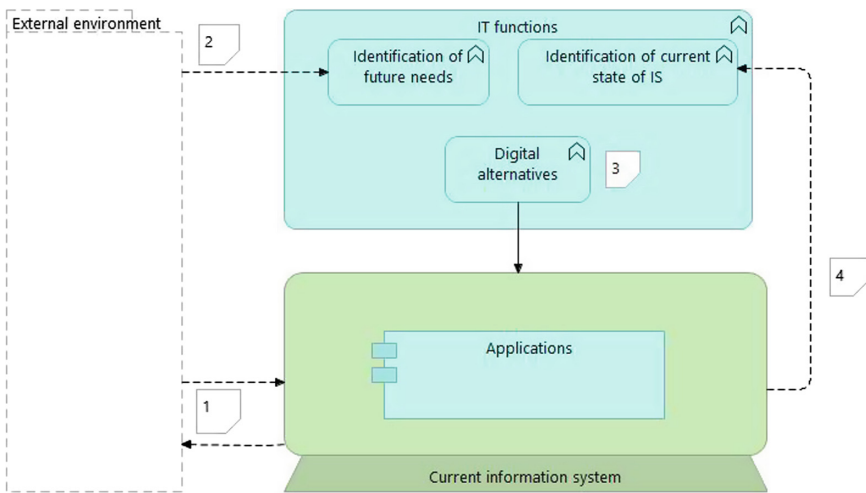 External environment
2
IT functions
Identification of
future needs
Identification of current
state of IS
Digital
alternatives
3
4
Applications
1
Current information system